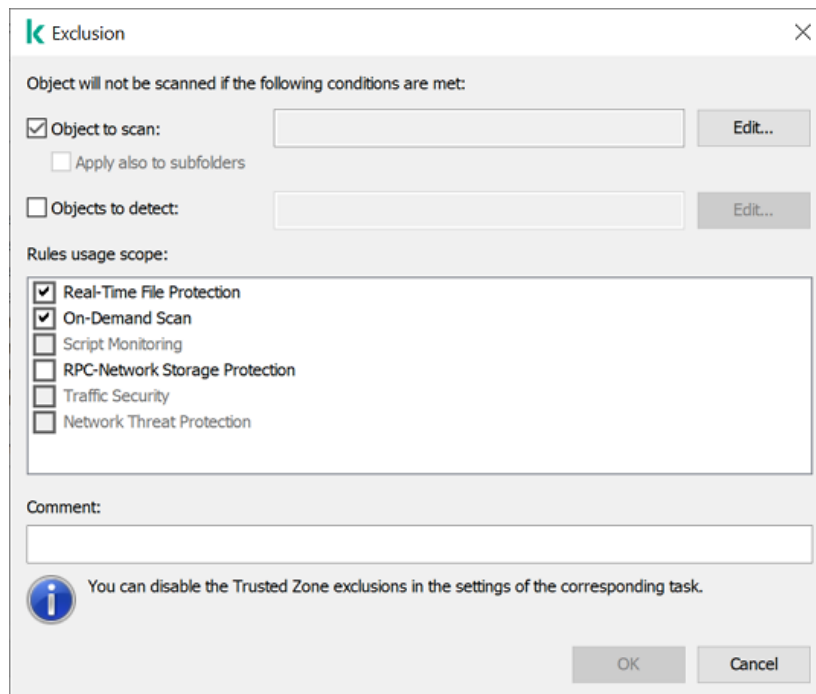 Exclusion
Object will not be scanned if the following conditions are met:
Object to scan:
Edit...
Apply also to subfolders
Objects to detect:
Edit...
Rules usage scope:
Real-Time File Protection
On-Demand Scan
Script Monitoring
RPC-Network Storage Protection
Traffic Security
Network Threat Protection
Comment:
You can disable the Trusted Zone exclusions in the settings of the corresponding task.
OK
Cancel